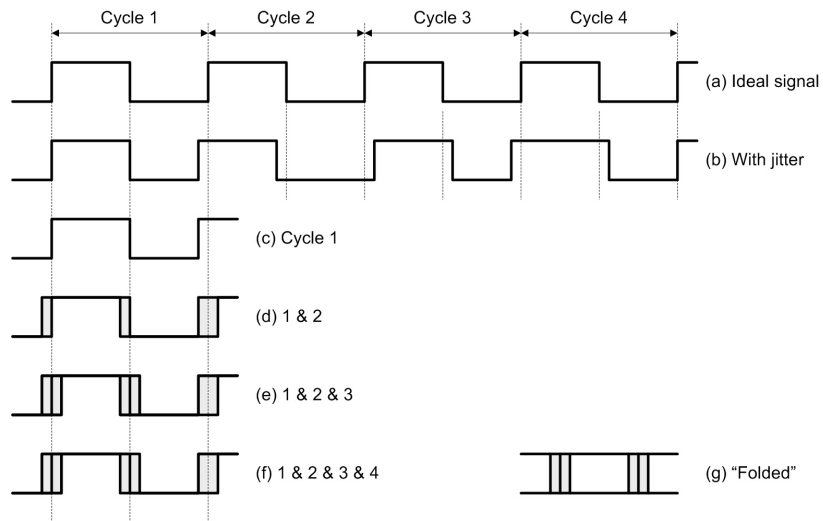 Cycle 1 Cycle 2 Cycle 3 Cycle 4
(a) Ideal signal
(b) With jitter
(c) Cycle 1
(d) 1 & 2
(e) 1 & 2 & 3
(f) 1 & 2 & 3 & 4
(g) “Folded”